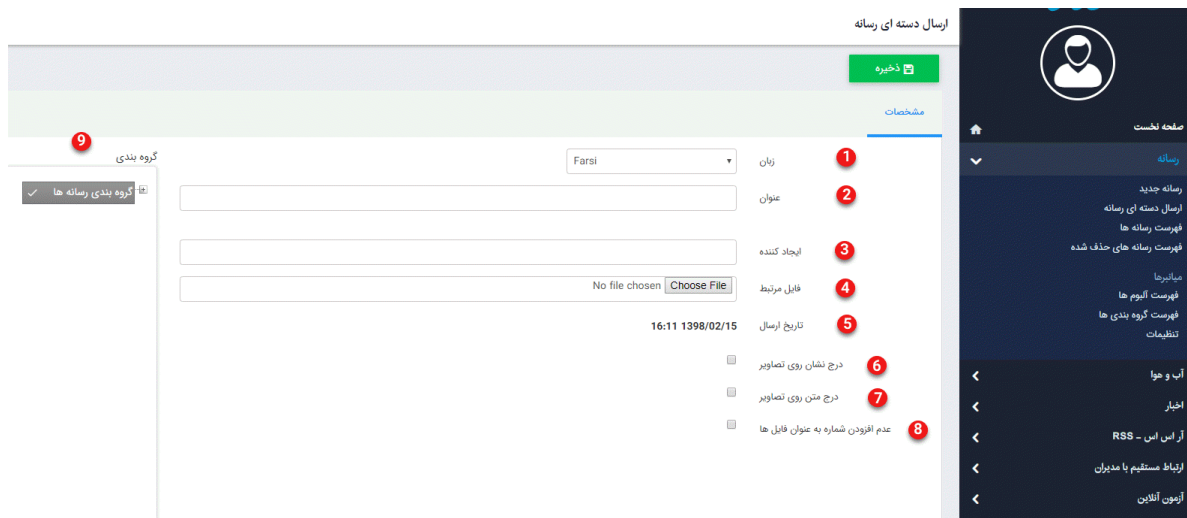 ارسال دسته ای رسانه
ذخیره
مشخصات
1 زبان Farsi
2 عنوان
3 ایجاد کننده
4 فایل مرتبط Choose File No file chosen
5 تاریخ ارسال 1398/02/15 16:11
6 درج نشان روی تصاویر
7 درج متن روی تصاویر
8 عدم افزودن شماره به عنوان فایل ها
9
گروه بندی
گروه بندی رسانه ها
صفحه نخست
رسانه
رسانه جدید
ارسال دسته ای رسانه
فهرست رسانه ها
فهرست رسانه های حذف شده
میانبرها
فهرست آلبوم ها
فهرست گروه بندی ها
تنظیمات
آب و هوا
اخبار
آر اس اس - RSS
ارتباط مستقیم با مدیران
آزمون آنلاین